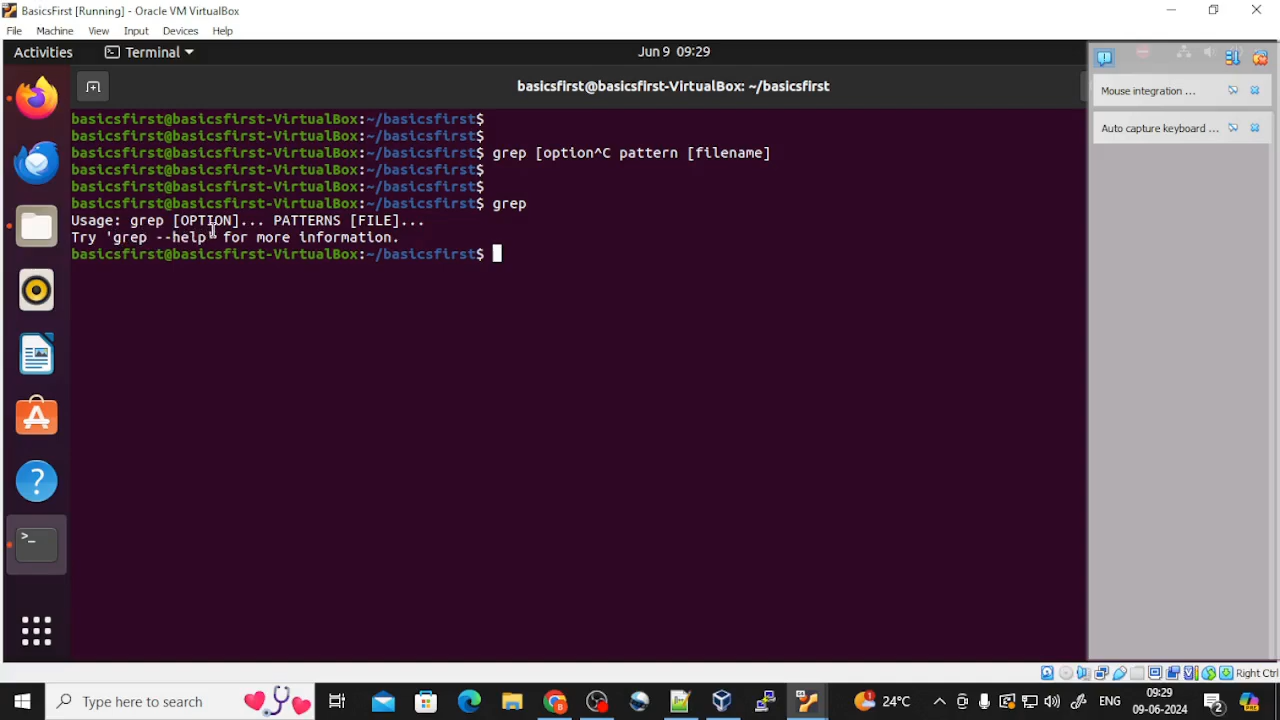 BasicsFirst [Running] - Oracle VM VirtualBox
File Machine View Input Devices Help
Activities Terminal Jun 9 09:29
basicsfirst@basicsfirst-VirtualBox: ~/basicsfirst
Mouse integration ...
Auto capture keyboard ...
basicsfirst@basicsfirst-VirtualBox:~/basicsfirst$
basicsfirst@basicsfirst-VirtualBox:~/basicsfirst$
basicsfirst@basicsfirst-VirtualBox:~/basicsfirst$ grep [option^C pattern [filename]
basicsfirst@basicsfirst-VirtualBox:~/basicsfirst$
basicsfirst@basicsfirst-VirtualBox:~/basicsfirst$
basicsfirst@basicsfirst-VirtualBox:~/basicsfirst$ grep
Usage: grep [OPTION]... PATTERNS [FILE]...
Try 'grep --help' for more information.
basicsfirst@basicsfirst-VirtualBox:~/basicsfirst$
Right Ctrl
Type here to search
24°C
ENG
09:29
09-06-2024
2